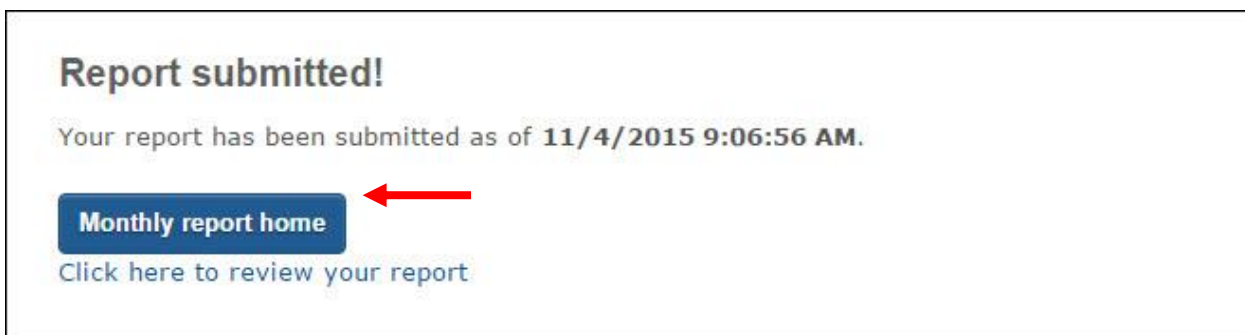 Report submitted!
Your report has been submitted as of 11/4/2015 9:06:56 AM.
Monthly report home
Click here to review your report